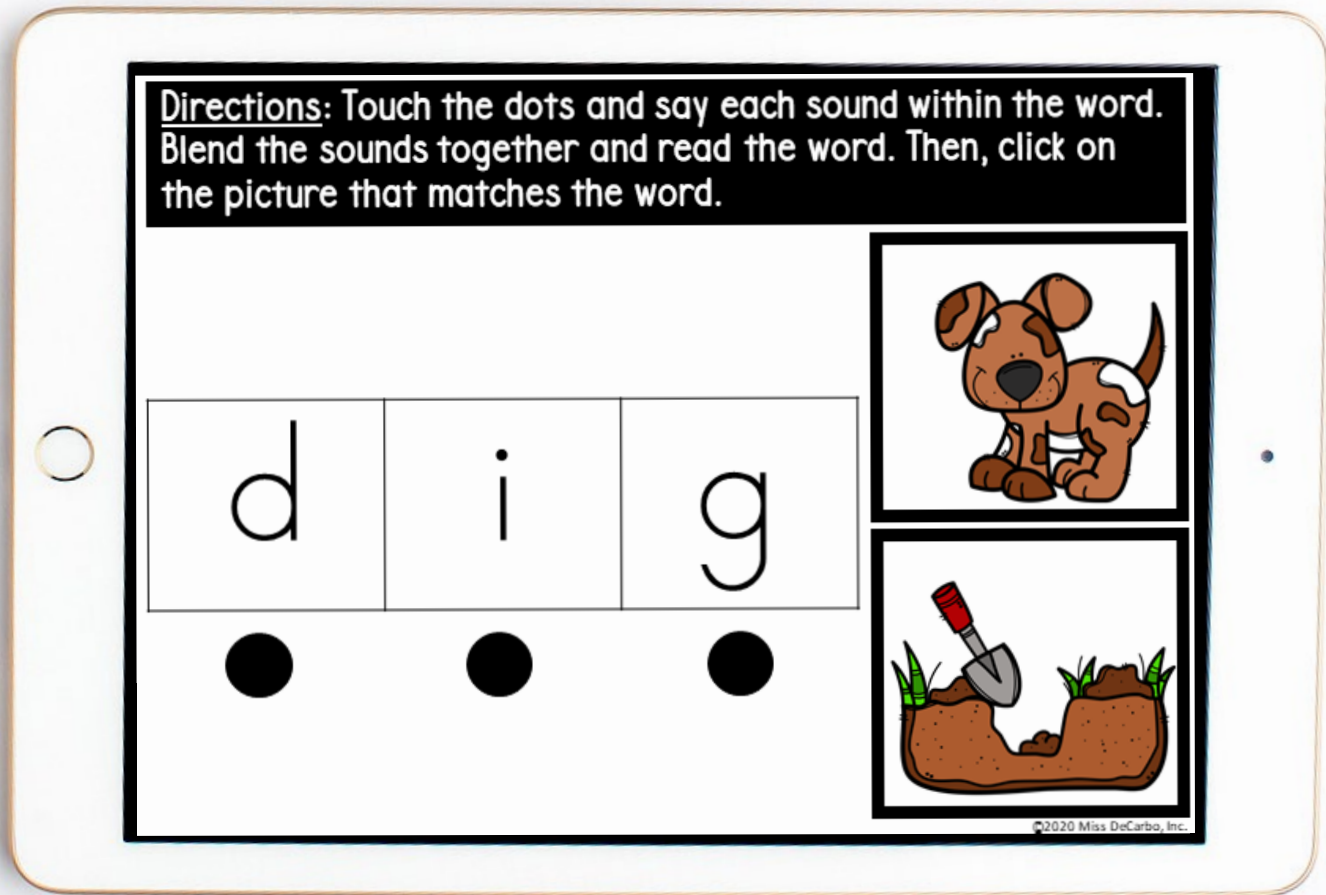 Directions: Touch the dots and say each sound within the word.
Blend the sounds together and read the word. Then, click on
the picture that matches the word.
d i g
©2020 Miss DeCarbo, Inc.